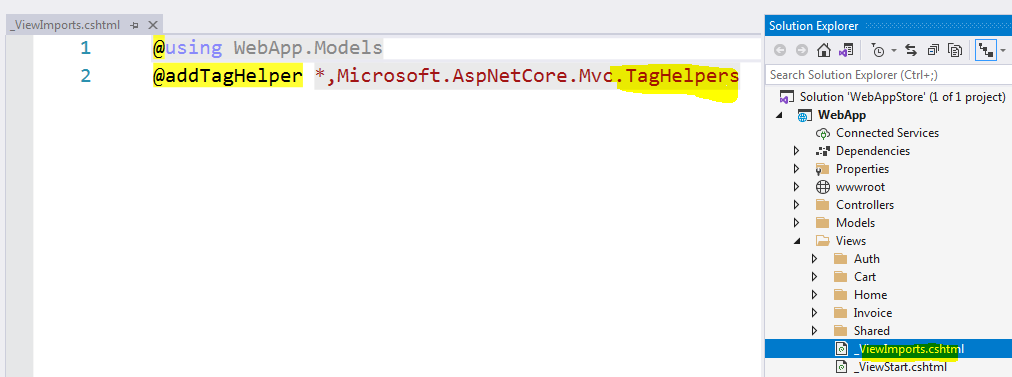 _ViewImports.cshtml
1 @using WebApp.Models
2 @addTagHelper *,Microsoft.AspNetCore.Mvc.TagHelpers
Solution Explorer
Search Solution Explorer (Ctrl+;)
Solution 'WebAppStore' (1 of 1 project)
WebApp
Connected Services
Dependencies
Properties
wwwroot
Controllers
Models
Views
Auth
Cart
Home
Invoice
Shared
_ViewImports.cshtml
_ViewStart.cshtml